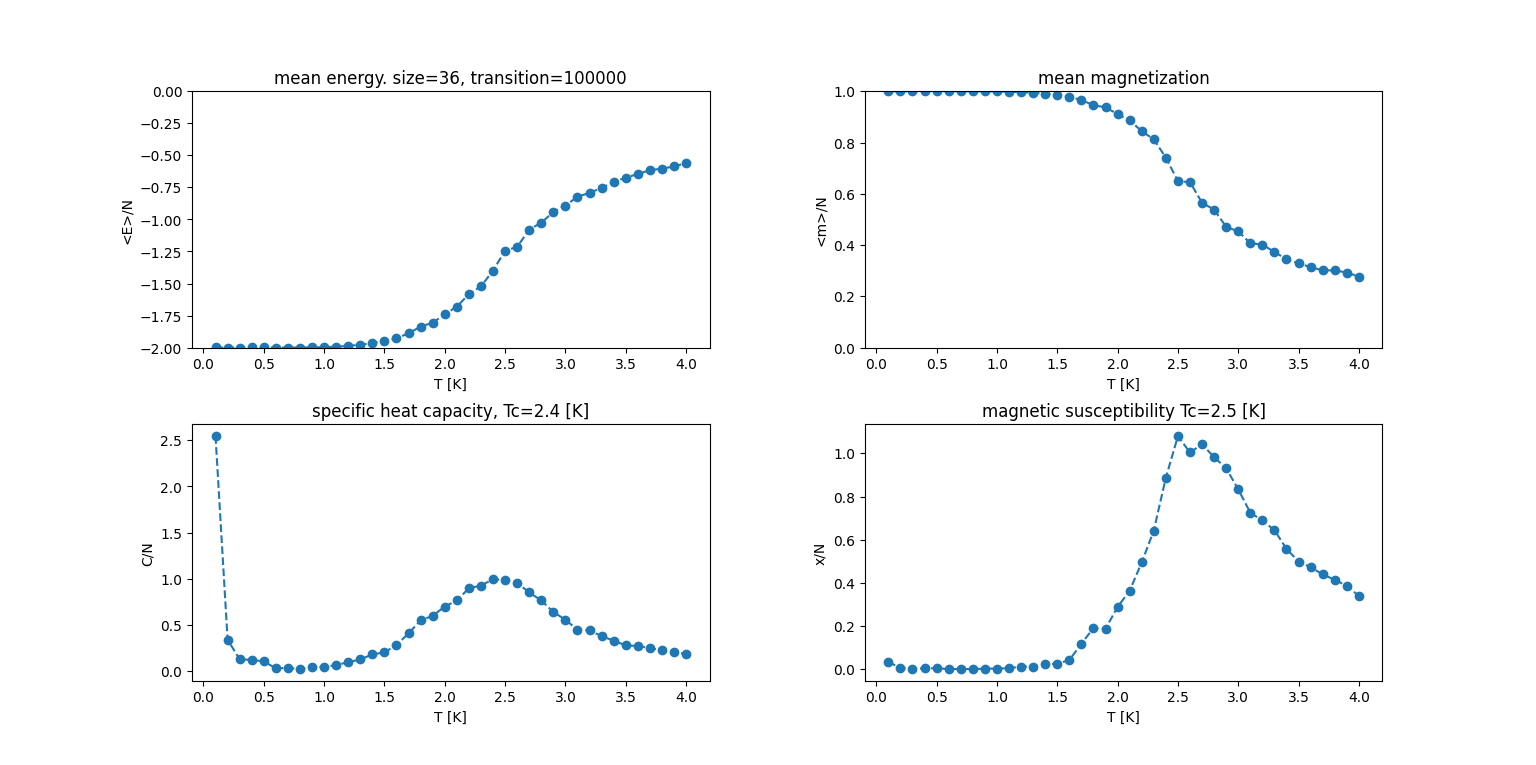 mean energy. size=36, transition=100000
0.00
−0.25
−0.50
−0.75
−1.00
−1.25
−1.50
−1.75
−2.00
<E>/N
0.0 0.5 1.0 1.5 2.0 2.5 3.0 3.5 4.0
T [K]
mean magnetization
1.0
0.8
0.6
0.4
0.2
0.0
<m>/N
0.0 0.5 1.0 1.5 2.0 2.5 3.0 3.5 4.0
T [K]
specific heat capacity, Tc=2.4 [K]
2.5
2.0
1.5
1.0
0.5
0.0
C/N
0.0 0.5 1.0 1.5 2.0 2.5 3.0 3.5 4.0
T [K]
magnetic susceptibility Tc=2.5 [K]
1.0
0.8
0.6
0.4
0.2
0.0
x/N
0.0 0.5 1.0 1.5 2.0 2.5 3.0 3.5 4.0
T [K]